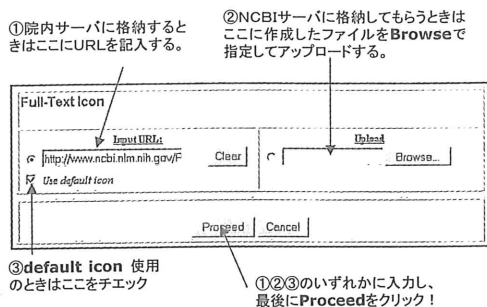 ①院内サーバに格納すると
きはここにURLを記入する。
②NCBIサーバに格納してもらうときは
ここに作成したファイルをBrowseで
指定してアップロードする。
Full-Text Icon
Input URL:
Upload
http://www.ncbi.nlm.nih.gov/F
Clear
Browse...
Use default icon
Proceed
Cancel
③default icon 使用
のときはここをチエック
①②③のいずれかに入力し、
最後にProceedをクリック！